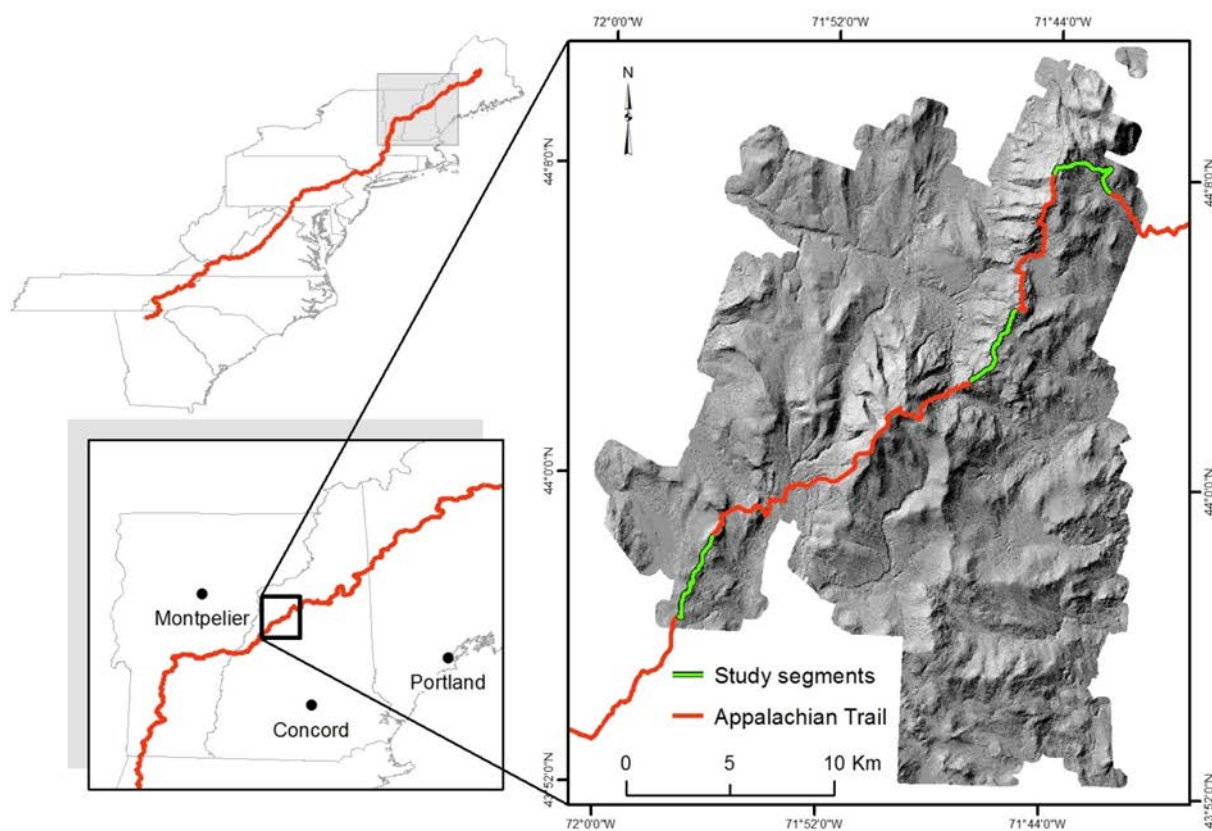 72°0'0"W 71°52'0"W 71°44'0"W
N
44°8'0"N
44°8'0"N
44°0'0"N
44°0'0"N
43°52'0"N
43°52'0"N
Montpelier
Portland
Concord
Study segments
Appalachian Trail
0 5 10 Km
72°0'0"W 71°52'0"W 71°44'0"W